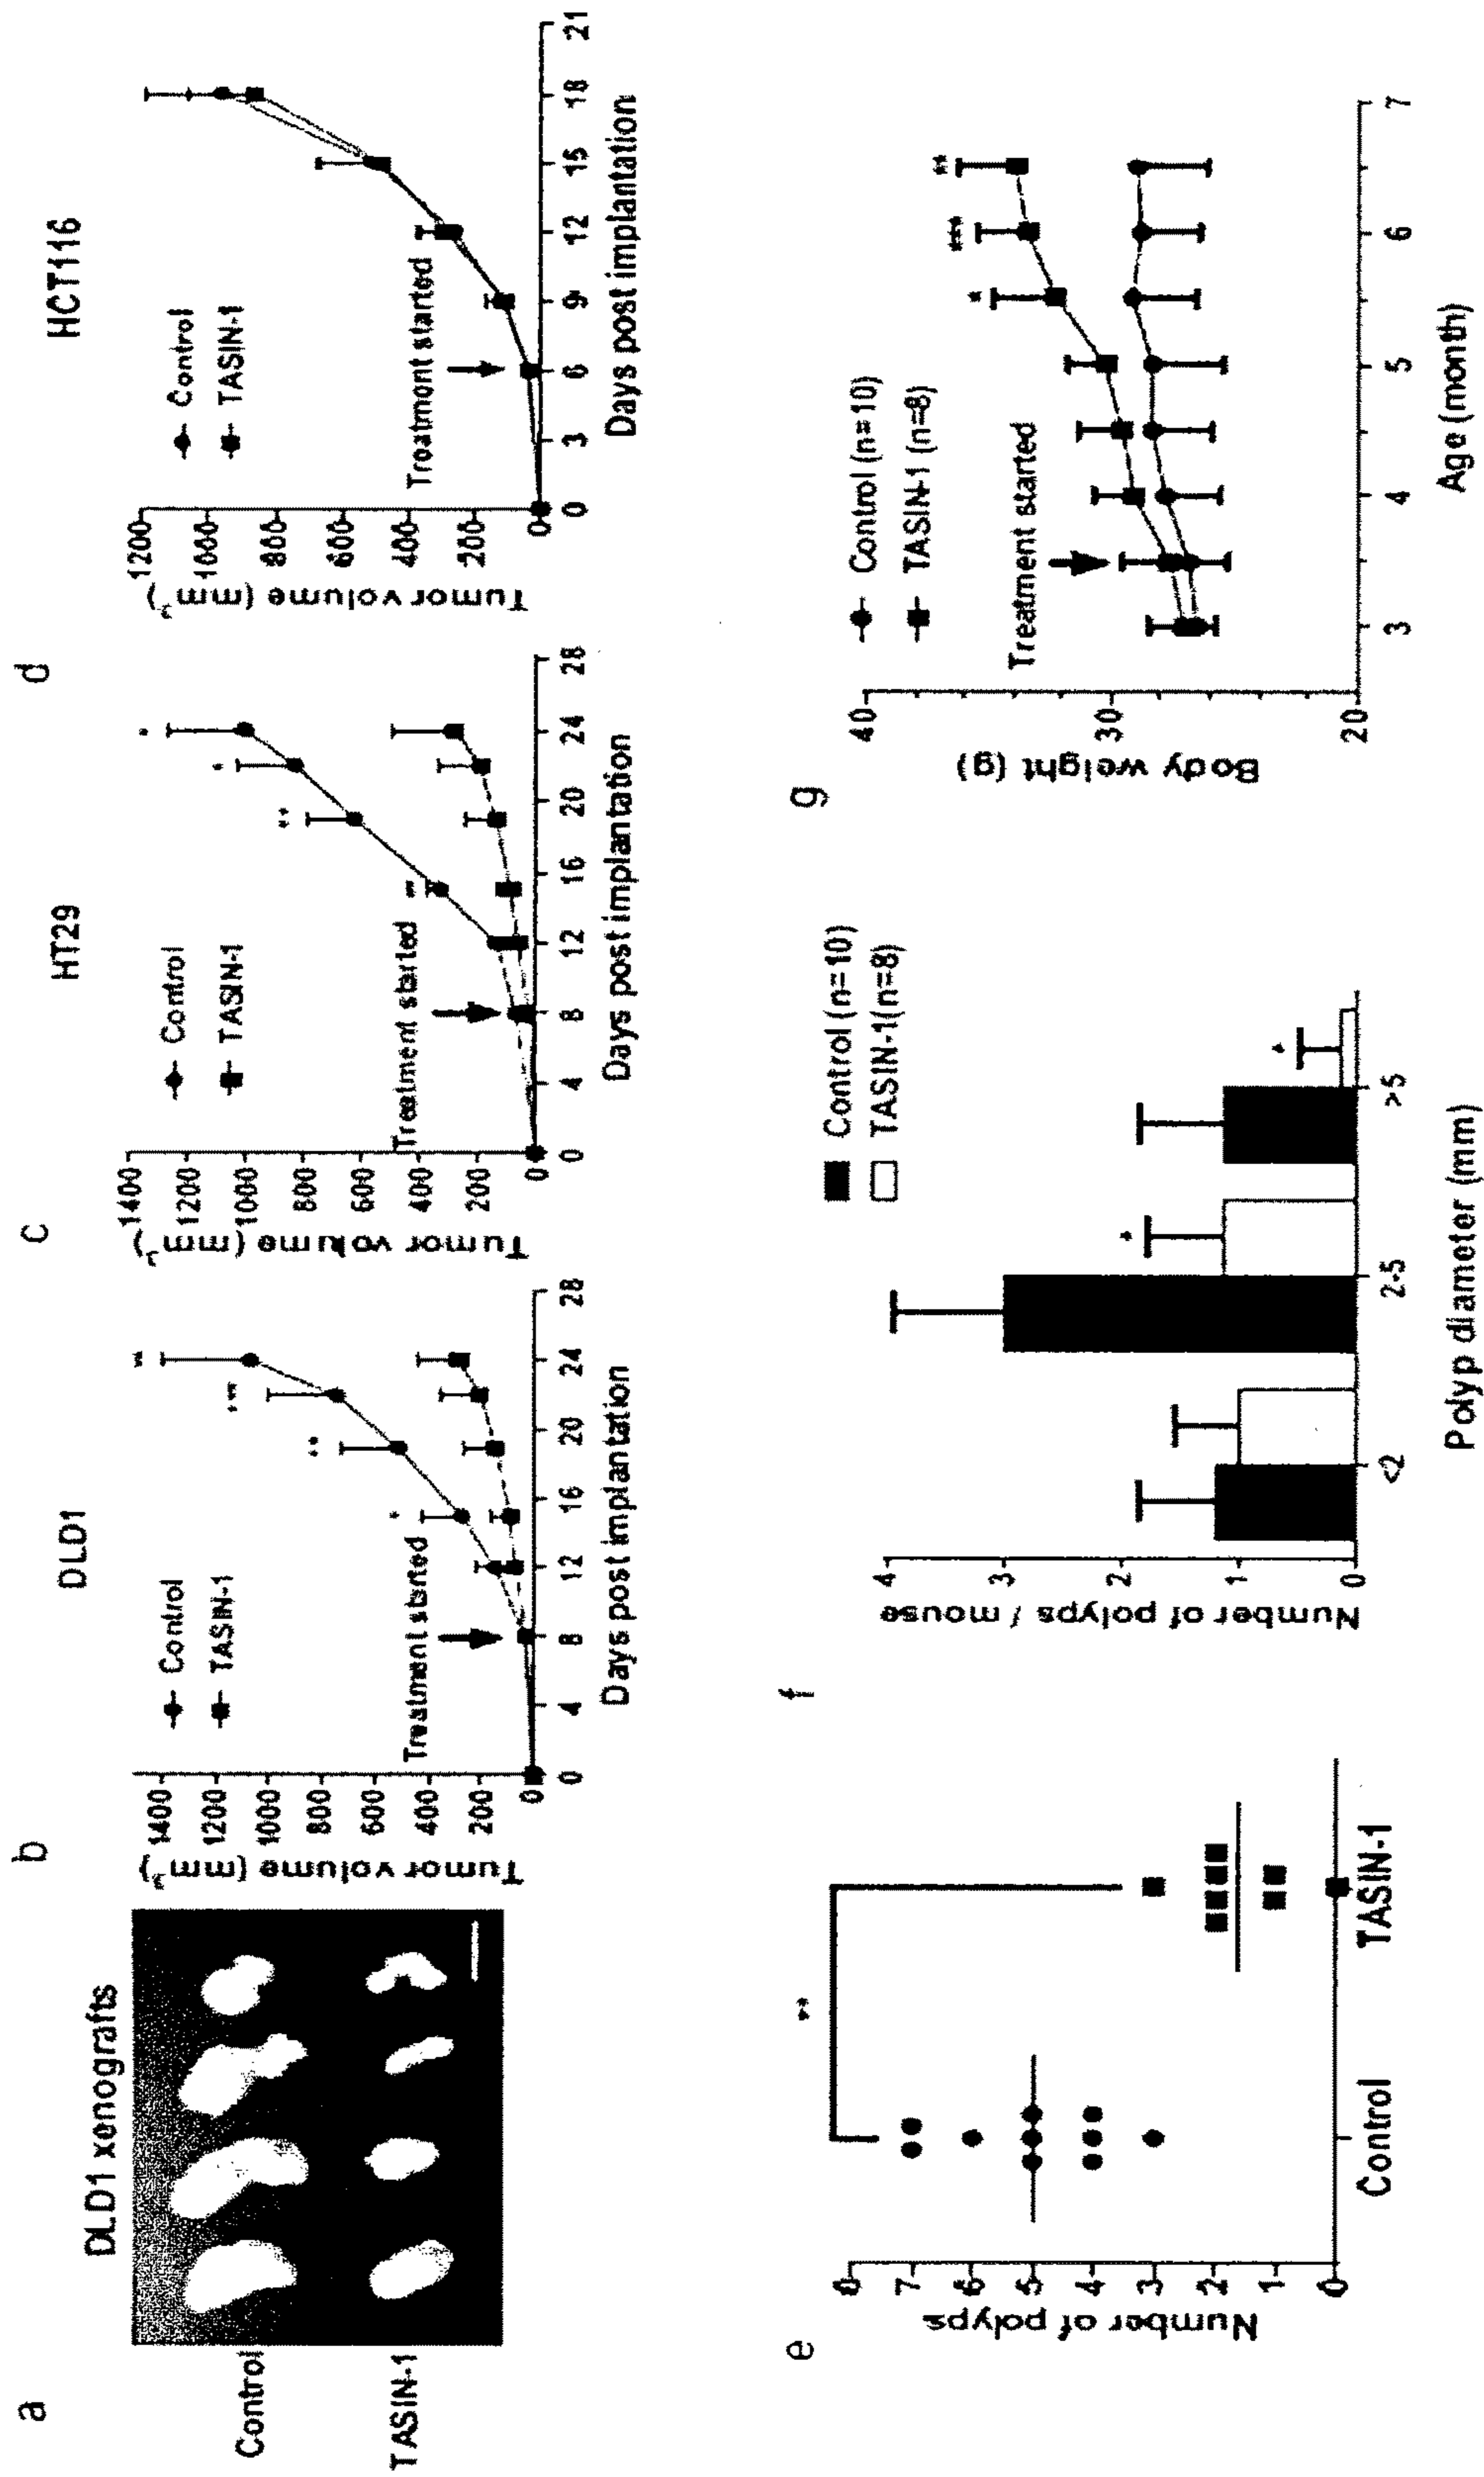 a
DLD1 xenografts
Control
TASIN-1
b
DLD1
Tumor volume (mm³)
1400
1200
1000
800
600
400
200
0
Control
TASIN-1
Treatment started
0 4 8 12 16 20 24 28
Days post implantation
*
**
***
**
c
HT29
Tumor volume (mm³)
1400
1200
1000
800
600
400
200
0
Control
TASIN-1
Treatment started
0 4 8 12 16 20 24 28
Days post implantation
**
*
*
d
HCT116
Tumor volume (mm³)
1200
1000
800
600
400
200
0
Control
TASIN-1
Treatment started
0 3 6 9 12 15 18 21
Days post implantation
e
Number of polyps
8
7
6
5
4
3
2
1
0
**
Control
TASIN-1
f
Number of polyps / mouse
4
3
2
1
0
Control (n=10)
TASIN-1(n=8)
*
*
<2 2-5 >5
Polyp diameter (mm)
g
Body weight (g)
40
30
20
Control (n=10)
TASIN-1 (n=8)
Treatment started
*
***
**
3 4 5 6 7
Age (month)